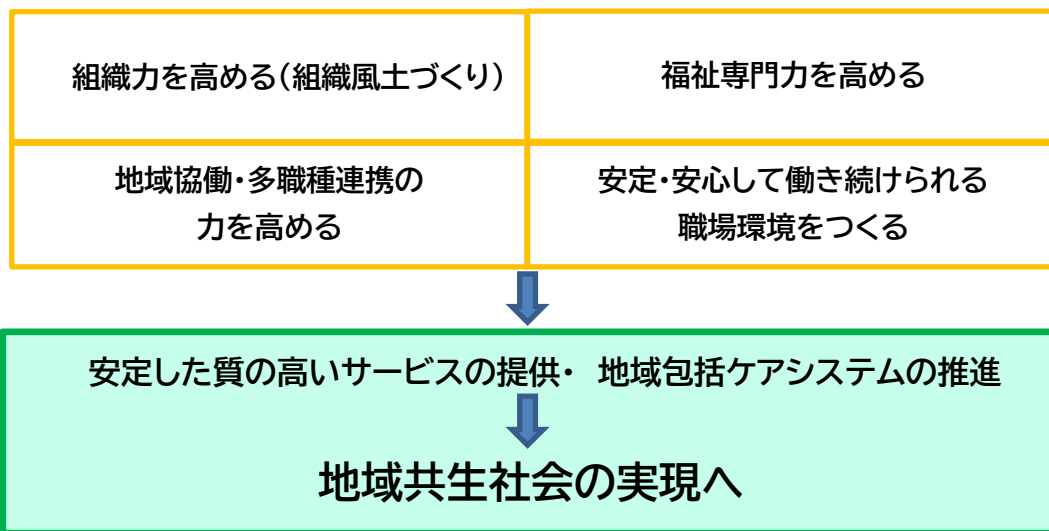 組織力を高める(組織風土づくり)
福祉専門力を高める
地域協働・多職種連携の
力を高める
安定・安心して働き続けられる
職場環境をつくる
安定した質の高いサービスの提供・ 地域包括ケアシステムの推進
地域共生社会の実現へ